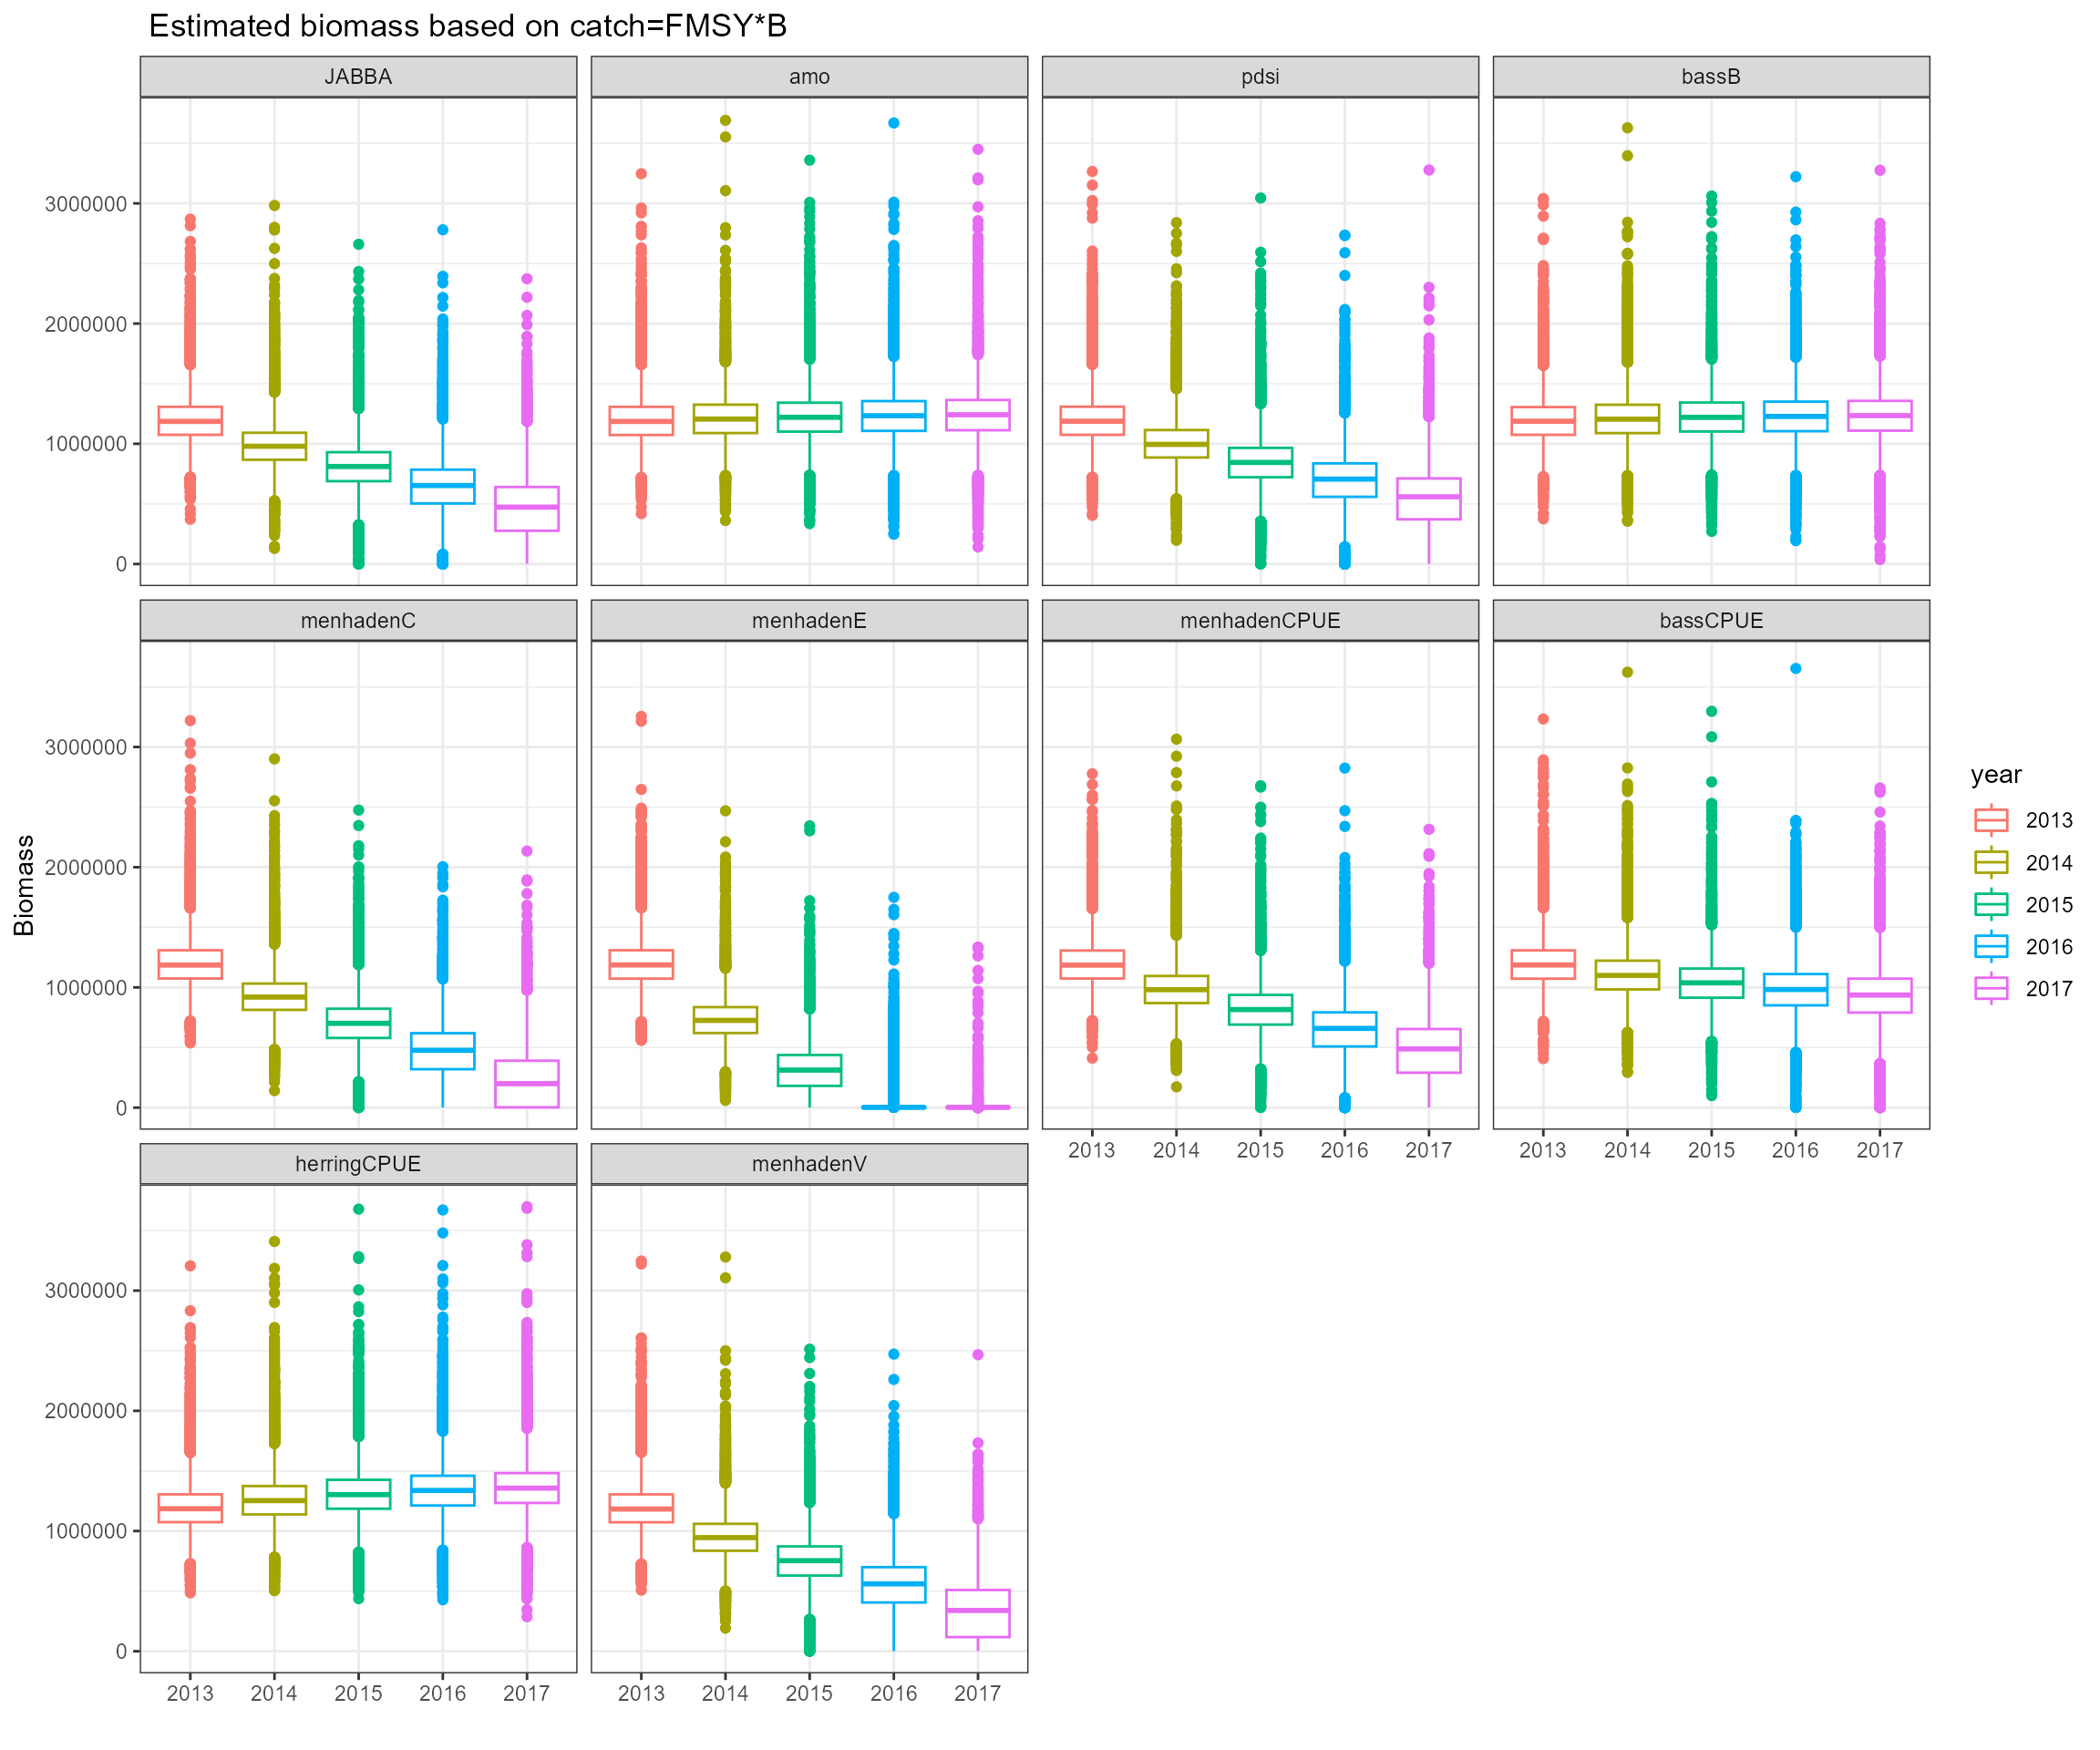 Estimated biomass based on catch=FMSY*B
JABBA
amo
pdsi
bassB
3000000
2000000
1000000
0
menhadenC
menhadenE
menhadenCPUE
bassCPUE
3000000
2000000
1000000
0
2013 2014 2015 2016 2017
2013 2014 2015 2016 2017
herringCPUE
menhadenV
3000000
2000000
1000000
0
2013 2014 2015 2016 2017
2013 2014 2015 2016 2017
Biomass
year
2013
2014
2015
2016
2017